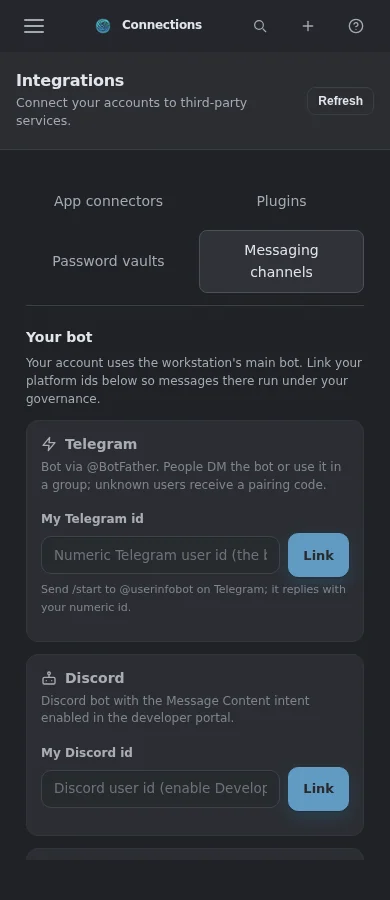 Connections
Integrations
Connect your accounts to third-party
services.
Refresh
App connectors
Plugins
Password vaults
Messaging
channels
Your bot
Your account uses the workstation's main bot. Link your
platform ids below so messages there run under your
governance.
Telegram
Bot via @BotFather. People DM the bot or use it in
a group; unknown users receive a pairing code.
My Telegram id
Numeric Telegram user id (the b
Link
Send /start to @userinfobot on Telegram; it replies with
your numeric id.
Discord
Discord bot with the Message Content intent
enabled in the developer portal.
My Discord id
Discord user id (enable Develop
Link